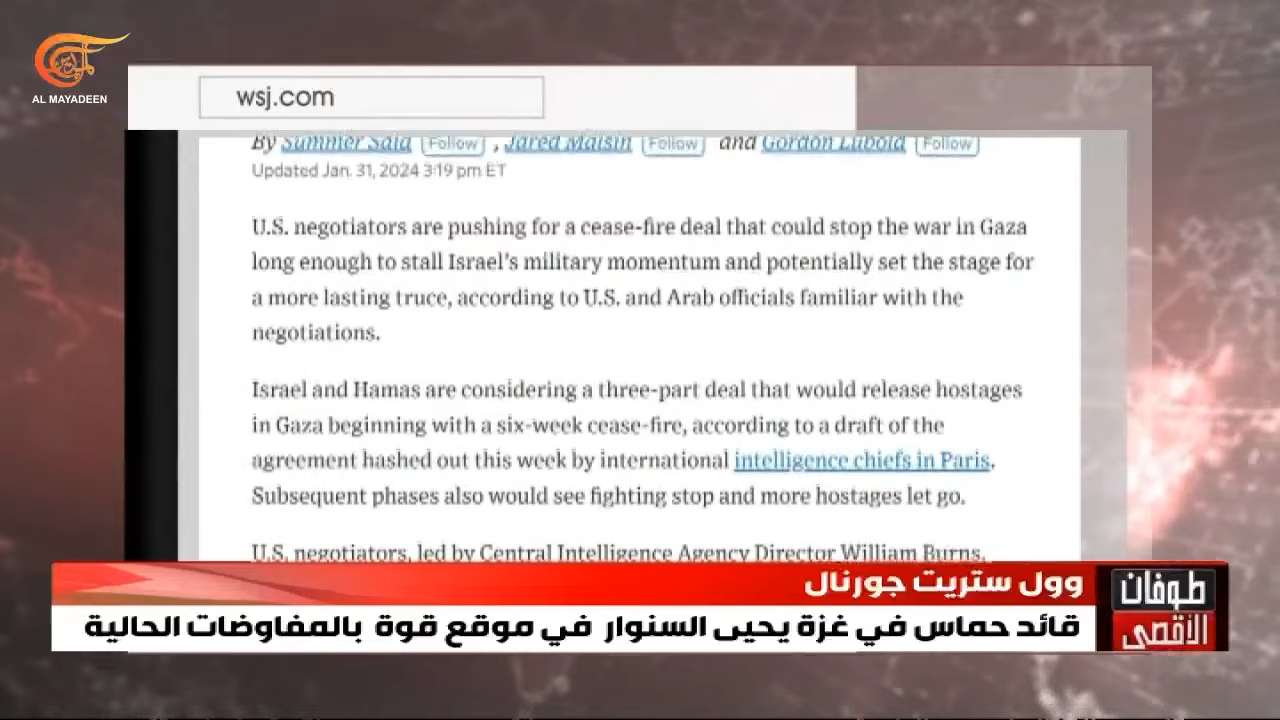 AL MAYADEEN
wsj.com
By Summer Said Follow , Jared Malsin Follow and Gordon Lubold Follow
Updated Jan. 31, 2024 3:19 pm ET
U.S. negotiators are pushing for a cease-fire deal that could stop the war in Gaza
long enough to stall Israel's military momentum and potentially set the stage for
a more lasting truce, according to U.S. and Arab officials familiar with the
negotiations.
Israel and Hamas are considering a three-part deal that would release hostages
in Gaza beginning with a six-week cease-fire, according to a draft of the
agreement hashed out this week by international intelligence chiefs in Paris.
Subsequent phases also would see fighting stop and more hostages let go.
U.S. negotiators, led by Central Intelligence Agency Director William Burns,
وول ستريت جورنال
قائد حماس في غزة يحيى السنوار في موقع قوة بالمفاوضات الحالية
طوفان
الأقصى